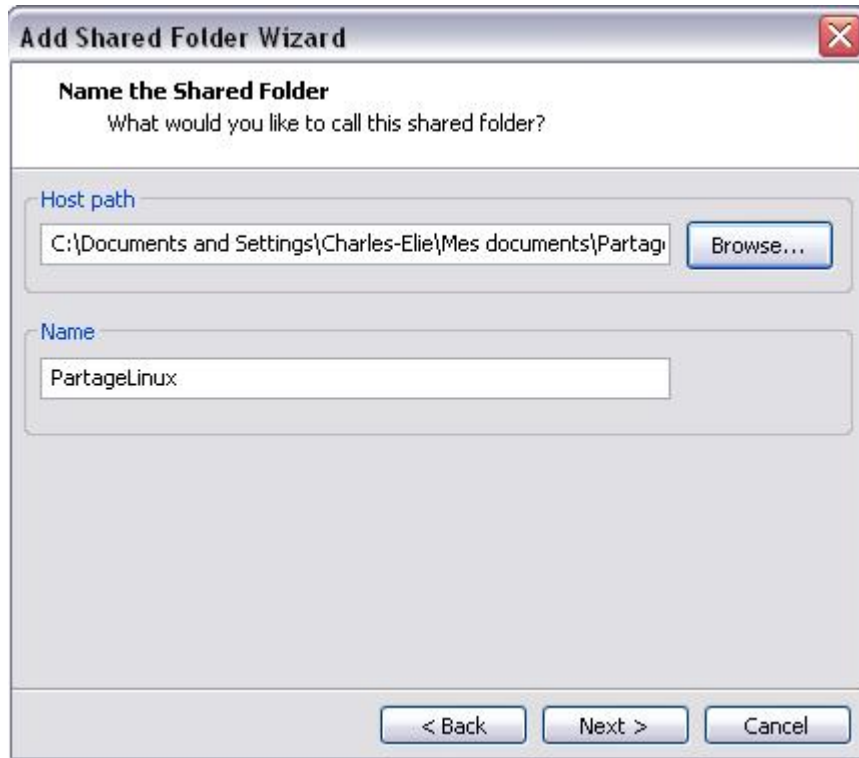 Add Shared Folder Wizard
Name the Shared Folder
What would you like to call this shared folder?
Host path
C:\Documents and Settings\Charles-Elie\Mes documents\Partag
Browse...
Name
PartageLinux
< Back Next > Cancel